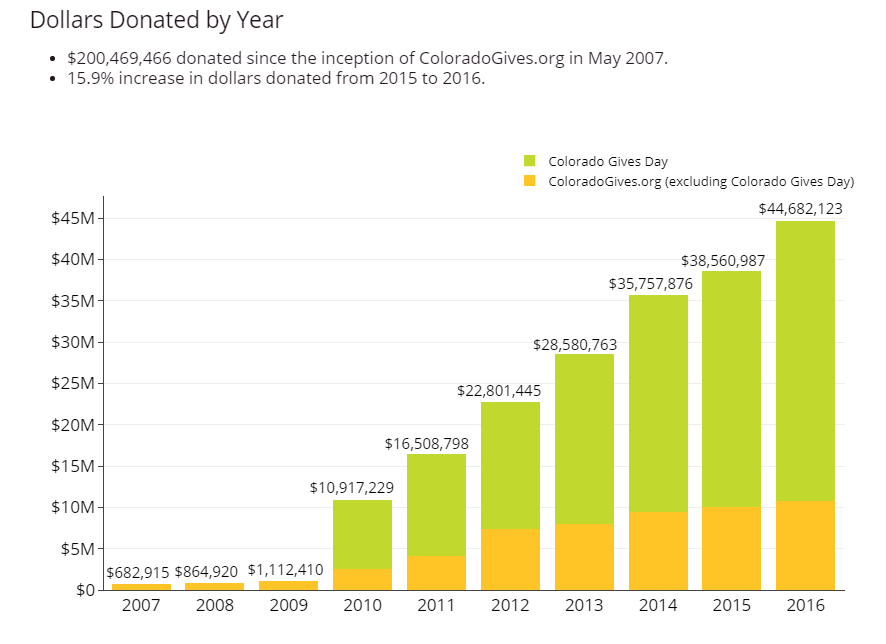 Dollars Donated by Year
• $200,469,466 donated since the inception of ColoradoGives.org in May 2007.
• 15.9% increase in dollars donated from 2015 to 2016.
Colorado Gives Day
ColoradoGives.org (excluding Colorado Gives Day)
$44,682,123
$45M
$40M
$38,560,987
$35M
$35,757,876
$30M
$28,580,763
$25M
$22,801,445
$20M
$16,508,798
$15M
$10,917,229
$10M
$5M
$682,915 $864,920 $1,112,410
$0
2007 2008 2009 2010 2011 2012 2013 2014 2015 2016